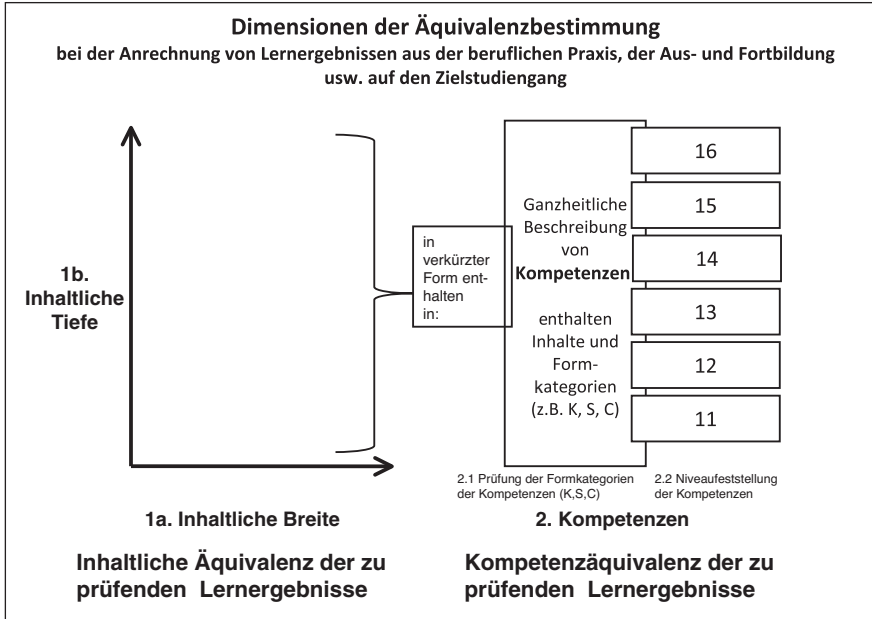 Dimensionen der Äquivalenzbestimmung
bei der Anrechnung von Lernergebnissen aus der beruflichen Praxis, der Aus- und Fortbildung
usw. auf den Zielstudiengang
1b.
Inhaltliche
Tiefe
in
verkürzter
Form ent-
halten
in:
Ganzheitliche
Beschreibung
von
Kompetenzen
enthalten
Inhalte und
Form-
kategorien
(z.B. K, S, C)
16
15
14
13
12
11
2.1 Prüfung der Formkategorien
der Kompetenzen (K,S,C)
2.2 Niveaufeststellung
der Kompetenzen
1a. Inhaltliche Breite
2. Kompetenzen
Inhaltliche Äquivalenz der zu
prüfenden Lernergebnisse
Kompetenzäquivalenz der zu
prüfenden Lernergebnisse